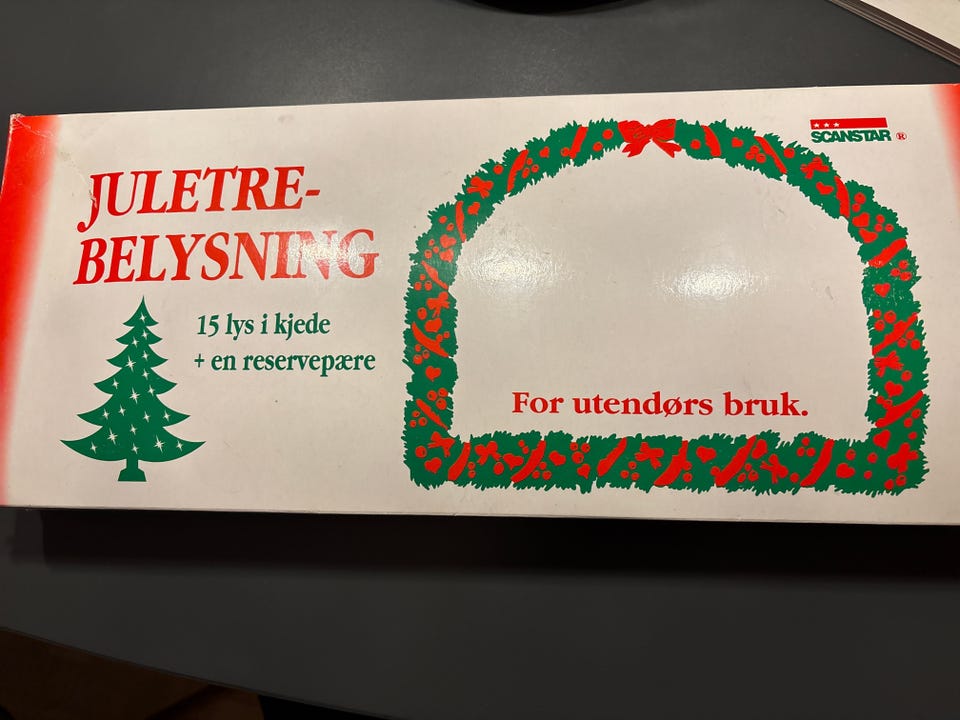 JULETRE-
BELYSNING
15 lys i kjede
+ en reservepære
SCANSTAR ®
For utendørs bruk.